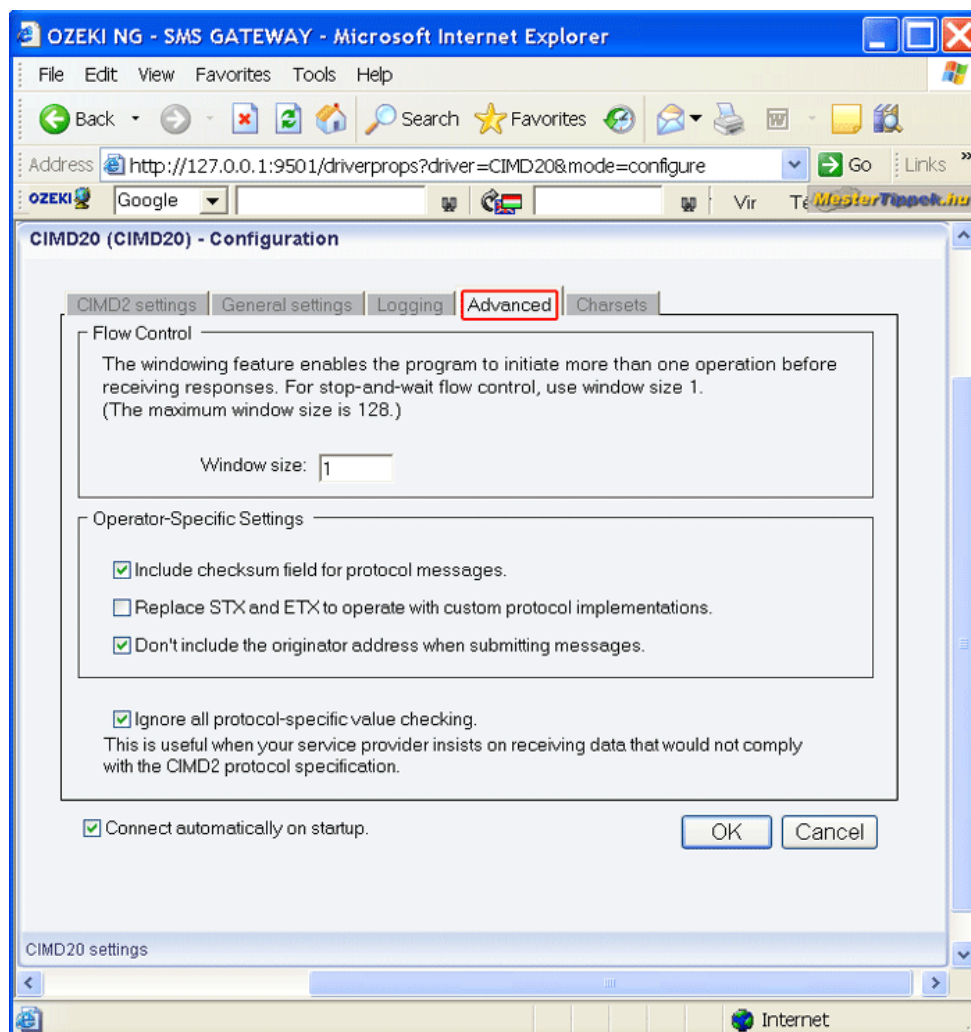 OZEKI NG - SMS GATEWAY - Microsoft Internet Explorer
File Edit View Favorites Tools Help
Back Search Favorites
Address http://127.0.0.1:9501/driverprops?driver=CIMD20&mode=configure Go Links »
OZEKI Google Vir MesterTippek.hu
CIMD20 (CIMD20) - Configuration
CIMD2 settings General settings Logging Advanced Charsets
Flow Control
The windowing feature enables the program to initiate more than one operation before
receiving responses. For stop-and-wait flow control, use window size 1.
(The maximum window size is 128.)
Window size: 1
Operator-Specific Settings
Include checksum field for protocol messages.
Replace STX and ETX to operate with custom protocol implementations.
Don't include the originator address when submitting messages.
Ignore all protocol-specific value checking.
This is useful when your service provider insists on receiving data that would not comply
with the CIMD2 protocol specification.
Connect automatically on startup.
OK Cancel
CIMD20 settings
Internet